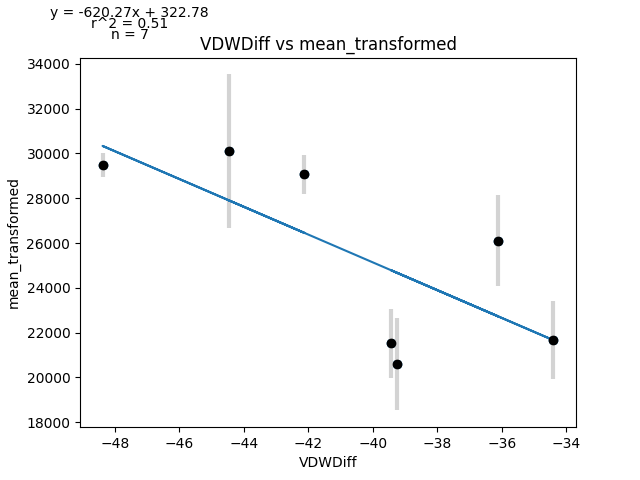 y = -620.27x + 322.78
r^2 = 0.51
n = 7
VDWDiff vs mean_transformed
34000
32000
30000
28000
26000
24000
22000
20000
18000
mean_transformed
−48
−46
−44
−42
−40
−38
−36
−34
VDWDiff